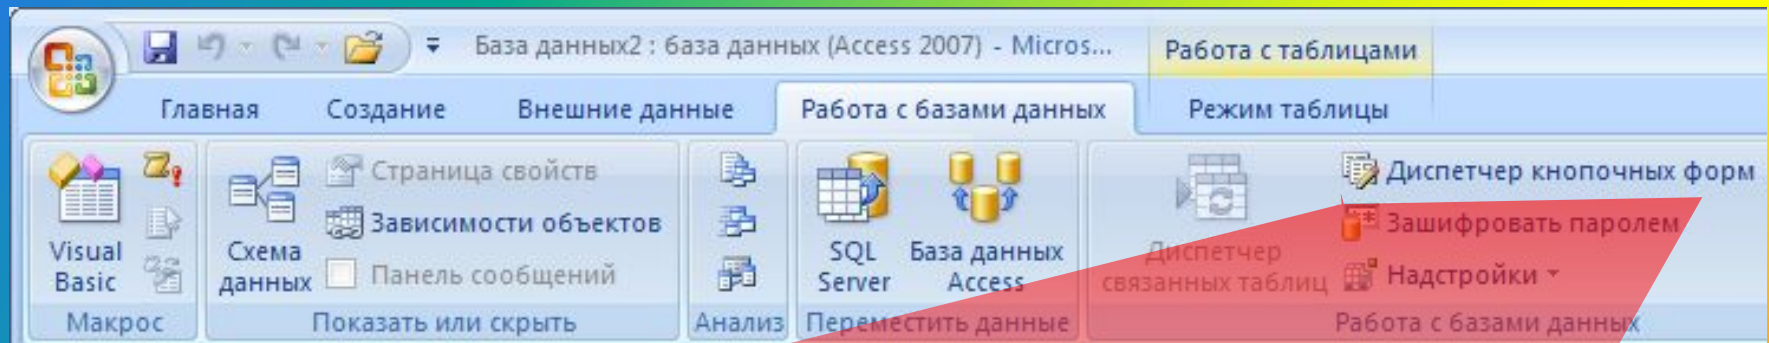 База данных2 : база данных (Access 2007) - Micros...
Работа с таблицами
Главная Создание Внешние данные Работа с базами данных Режим таблицы
Visual Basic
Макрос
Схема данных
Страница свойств
Зависимости объектов
Панель сообщений
Показать или скрыть
Анализ
SQL Server
База данных Access
Переместить данные
Диспетчер связанных таблиц
Диспетчер кнопочных форм
Зашифровать паролем
Надстройки
Работа с базами данных